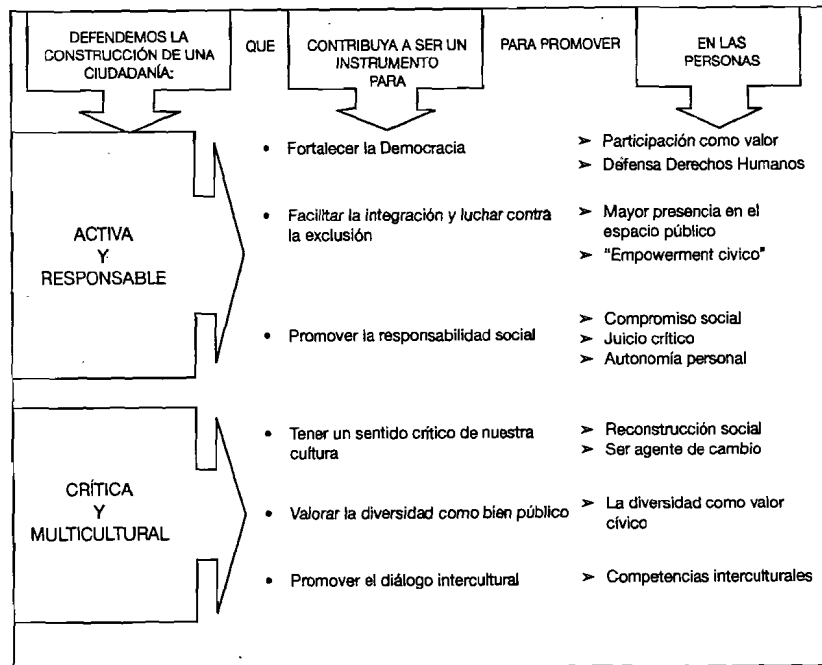 DEFENDEMOS LA
CONSTRUCCIÓN DE UNA
CIUDADANÍA:
QUE
CONTRIBUYA A SER UN
INSTRUMENTO
PARA
PARA PROMOVER
EN LAS
PERSONAS
ACTIVA
Y
RESPONSABLE
• Fortalecer la Democracia
➤ Participación como valor
➤ Défensa Derechos Humanos
• Facilitar la integración y luchar contra
la exclusión
➤ Mayor presencia en el
espacio público
➤ "Empowerment civico"
• Promover la responsabilidad social
➤ Compromiso social
➤ Juicio crítico
➤ Autonomía personal
CRÍTICA
Y
MULTICULTURAL
• Tener un sentido crítico de nuestra
cultura
➤ Reconstrucción social
➤ Ser agente de cambio
• Valorar la diversidad como bien público
➤ La diversidad como valor
cívico
• Promover el diálogo intercultural
➤ Competencias interculturales